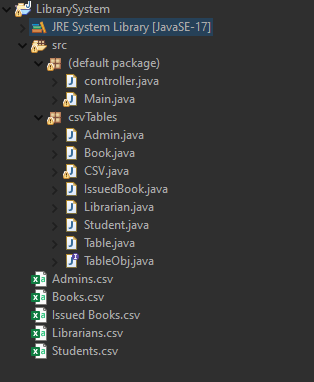 LibrarySystem
JRE System Library [JavaSE-17]
src
(default package)
controller.java
Main.java
csvTables
Admin.java
Book.java
CSV.java
IssuedBook.java
Librarian.java
Student.java
Table.java
TableObj.java
Admins.csv
Books.csv
Issued Books.csv
Librarians.csv
Students.csv